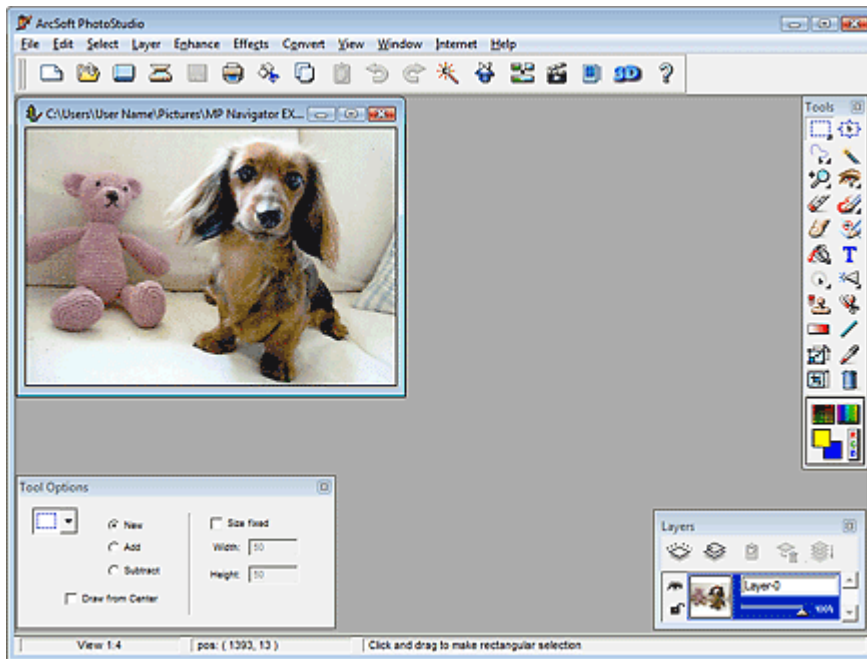 ArcSoft PhotoStudio
File Edit Select Layer Enhance Effects Convert View Window Internet Help
3D ?
C:\Users\User Name\Pictures\MP Navigator EX...
Tools
T
Tool Options
New
Add
Subtract
Draw from Center
Size fixed
Width: 50
Height: 50
Layers
Layer-0
100%
View 1:4
pos: ( 1393, 13 )
Click and drag to make rectangular selection